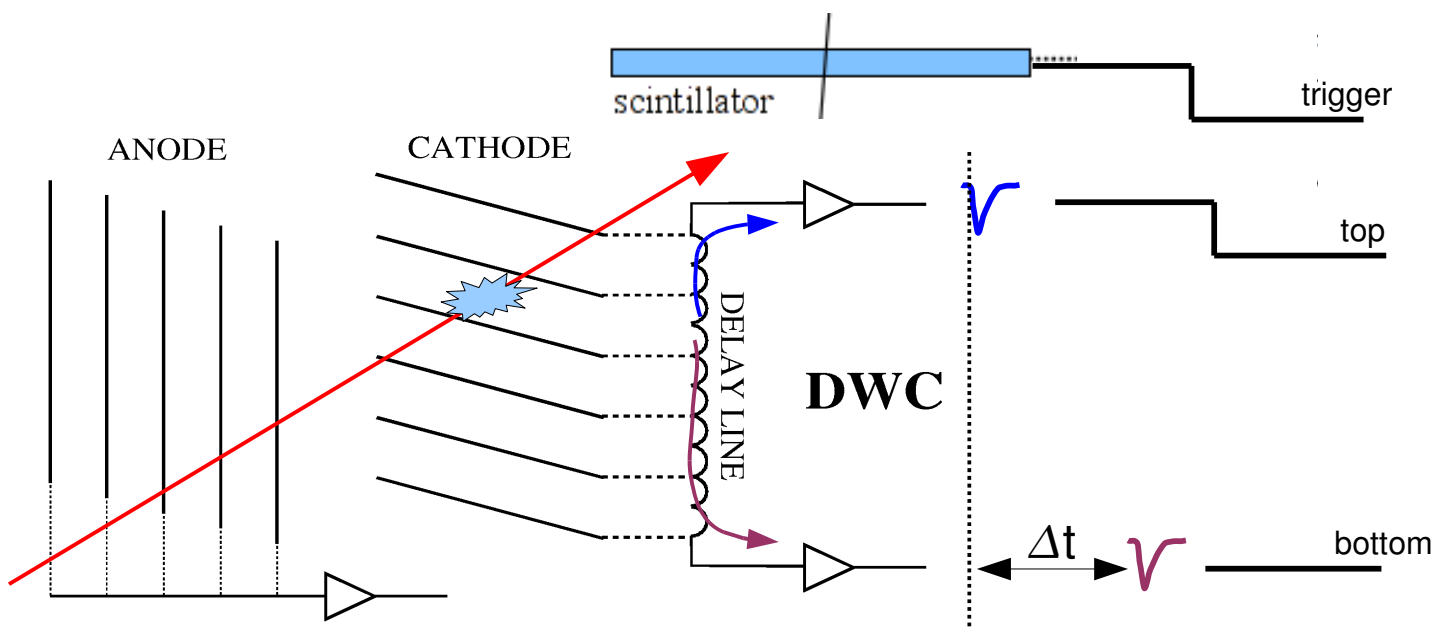 scintillator
trigger
ANODE
CATHODE
top
DELAY LINE
DWC
Δt
bottom